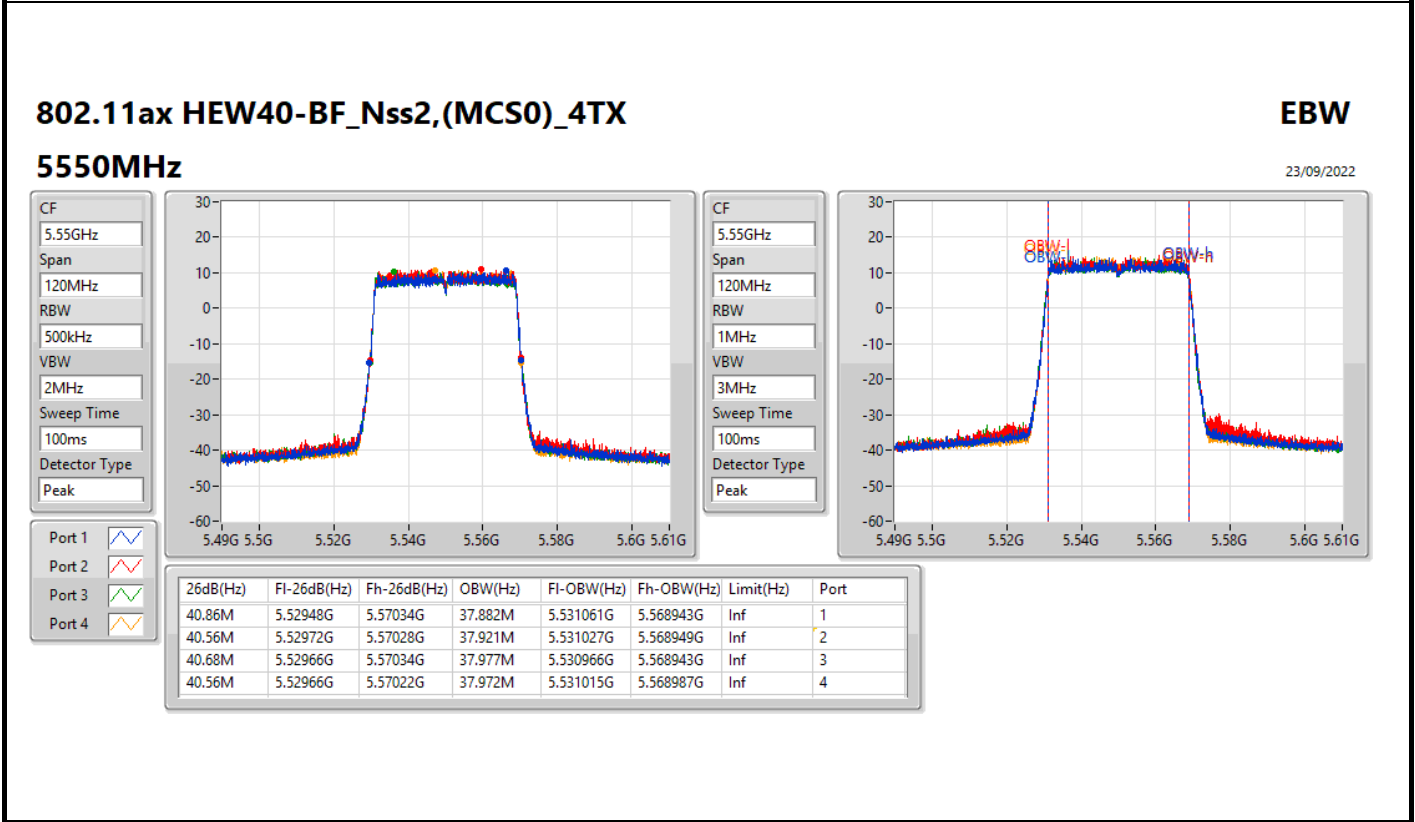 802.11ax HEW40-BF_Nss2,(MCS0)_4TX
EBW
5550MHz
23/09/2022
CF
5.55GHz
Span
120MHz
RBW
500kHz
VBW
2MHz
Sweep Time
100ms
Detector Type
Peak
30
20
10
0
-10
-20
-30
-40
-50
-60
5.49G 5.5G 5.52G 5.54G 5.56G 5.58G 5.6G 5.61G
CF
5.55GHz
Span
120MHz
RBW
1MHz
VBW
3MHz
Sweep Time
100ms
Detector Type
Peak
30
20
10
0
-10
-20
-30
-40
-50
-60
OBW-l
OBW-l
OBW-h
OBW-h
5.49G 5.5G 5.52G 5.54G 5.56G 5.58G 5.6G 5.61G
Port 1
Port 2
Port 3
Port 4
26dB(Hz) Fl-26dB(Hz) Fh-26dB(Hz) OBW(Hz) Fl-OBW(Hz) Fh-OBW(Hz) Limit(Hz) Port
40.86M 5.52948G 5.57034G 37.882M 5.531061G 5.568943G Inf 1
40.56M 5.52972G 5.57028G 37.921M 5.531027G 5.568949G Inf 2
40.68M 5.52966G 5.57034G 37.977M 5.530966G 5.568943G Inf 3
40.56M 5.52966G 5.57022G 37.972M 5.531015G 5.568987G Inf 4